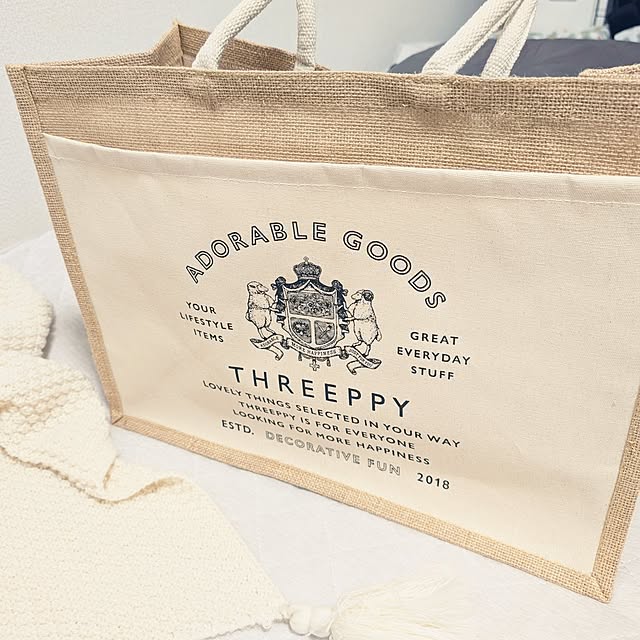 ADORABLE GOODS
YOUR
LIFESTYLE
ITEMS
GREAT
EVERYDAY
STUFF
HAPPINESS
THREEPPY
LOVELY THINGS SELECTED IN YOUR WAY
THREEPPY IS FOR EVERYONE
LOOKING FOR MORE HAPPINESS
ESTD. DECORATIVE FUN 2018